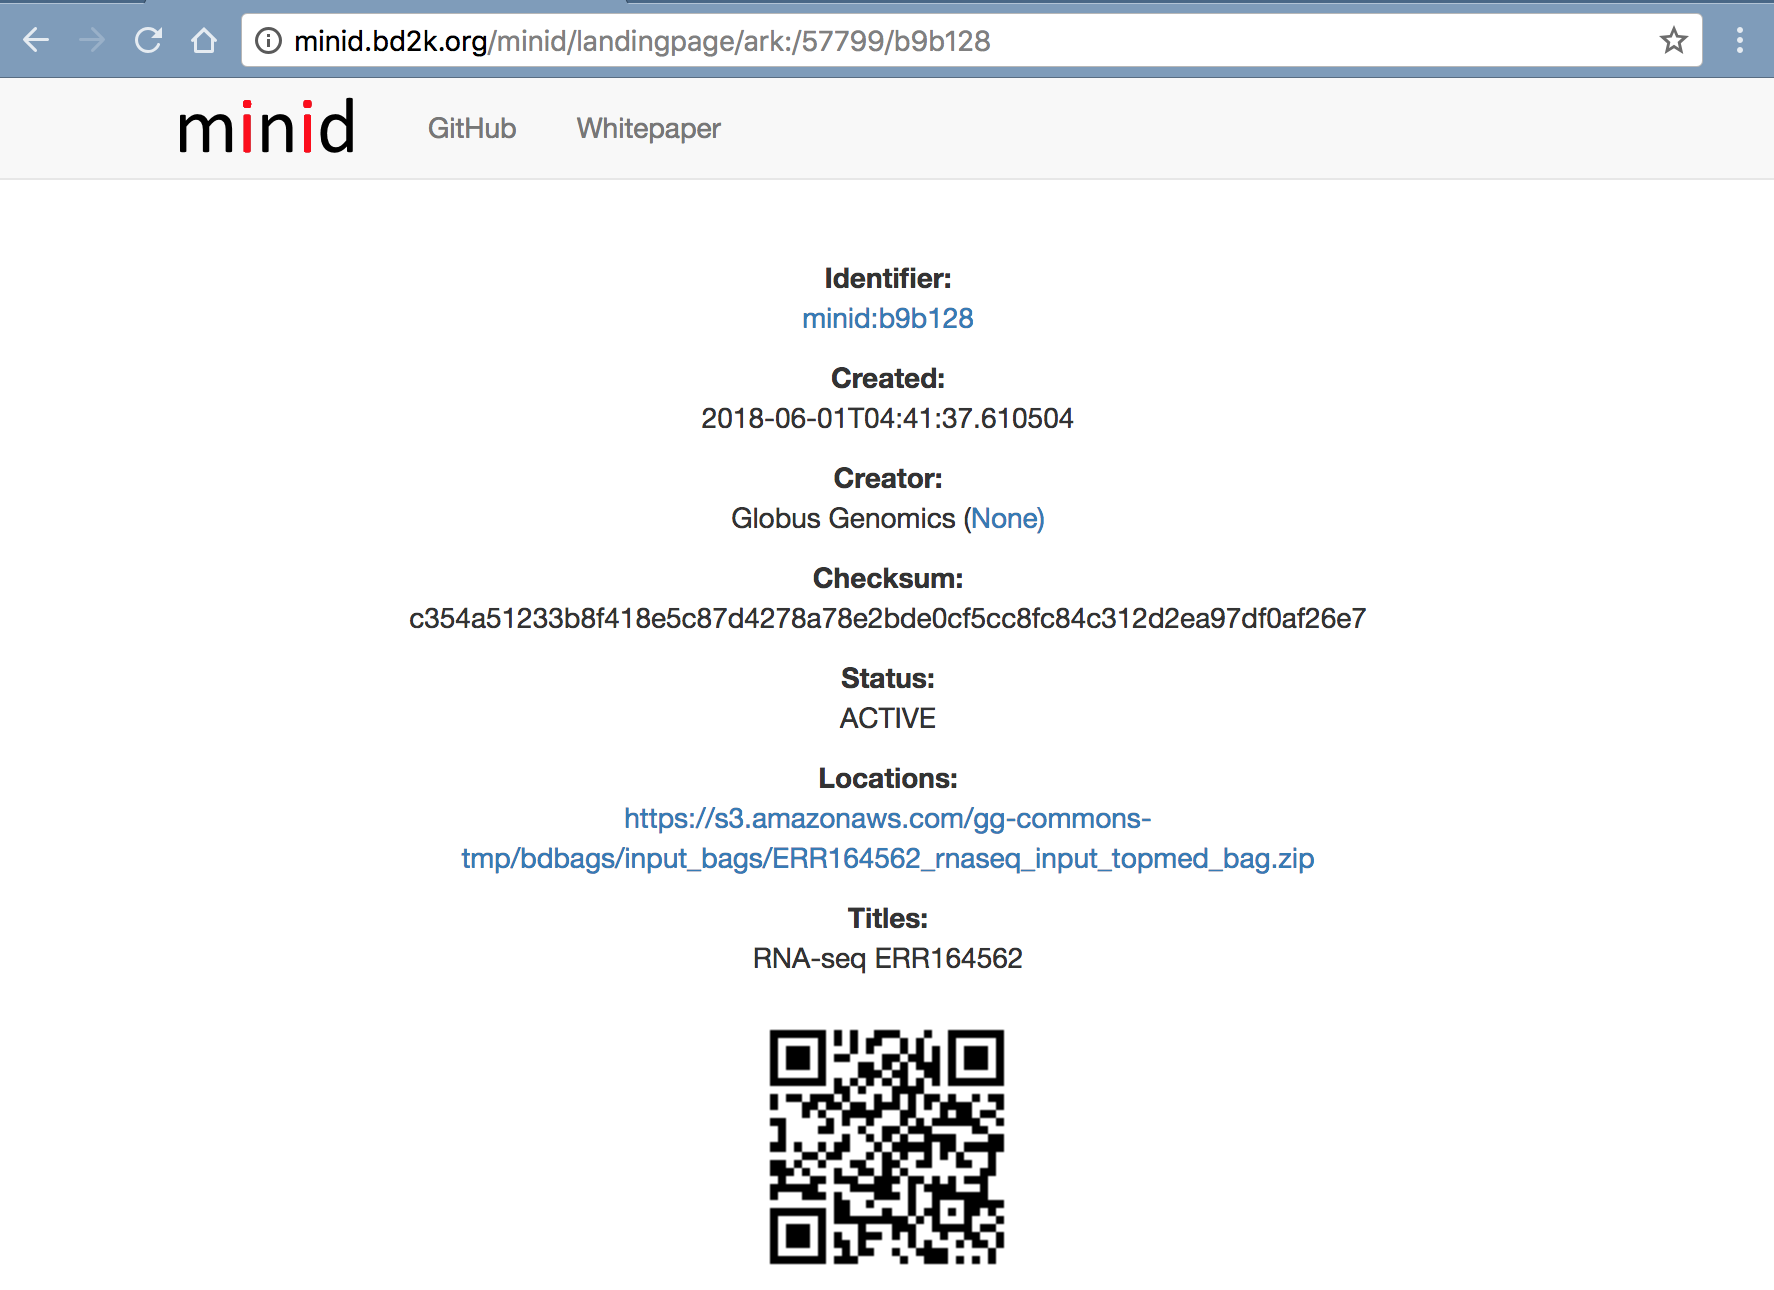 minid.bd2k.org/minid/landingpage/ark:/57799/b9b128
minid GitHub Whitepaper
Identifier:
minid:b9b128
Created:
2018-06-01T04:41:37.610504
Creator:
Globus Genomics (None)
Checksum:
c354a51233b8f418e5c87d4278a78e2bde0cf5cc8fc84c312d2ea97df0af26e7
Status:
ACTIVE
Locations:
https://s3.amazonaws.com/gg-commons-
tmp/bdbags/input_bags/ERR164562_rnaseq_input_topmed_bag.zip
Titles:
RNA-seq ERR164562